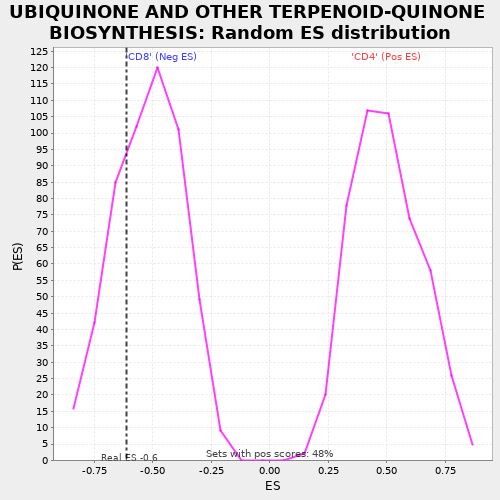 UBIQUINONE AND OTHER TERPENOID-QUINONE
BIOSYNTHESIS: Random ES distribution
'CD8' (Neg ES)
'CD4' (Pos ES)
125
120
115
110
105
100
95
90
85
80
75
70
65
60
55
50
45
40
35
30
25
20
15
10
5
0
P(ES)
Real ES -0.6
Sets with pos scores: 48%
-0.75 -0.50 -0.25 0.00 0.25 0.50 0.75
ES